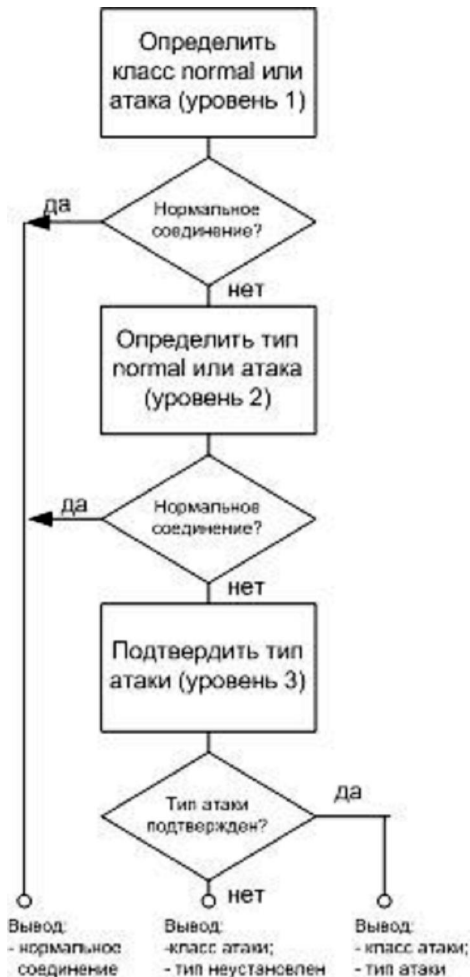 Определить
класс normal или
атака (уровень 1)
да
Нормальное
соединение?
нет
Определить тип
normal или атака
(уровень 2)
да
Нормальное
соединение?
нет
Подтвердить тип
атаки (уровень 3)
Тип атаки
подтвержден?
да
нет
Вывод:
- нормальное
соединение
Вывод:
-класс атаки;
- тип неустановлен
Вывод:
- класс атаки;
- тип атаки